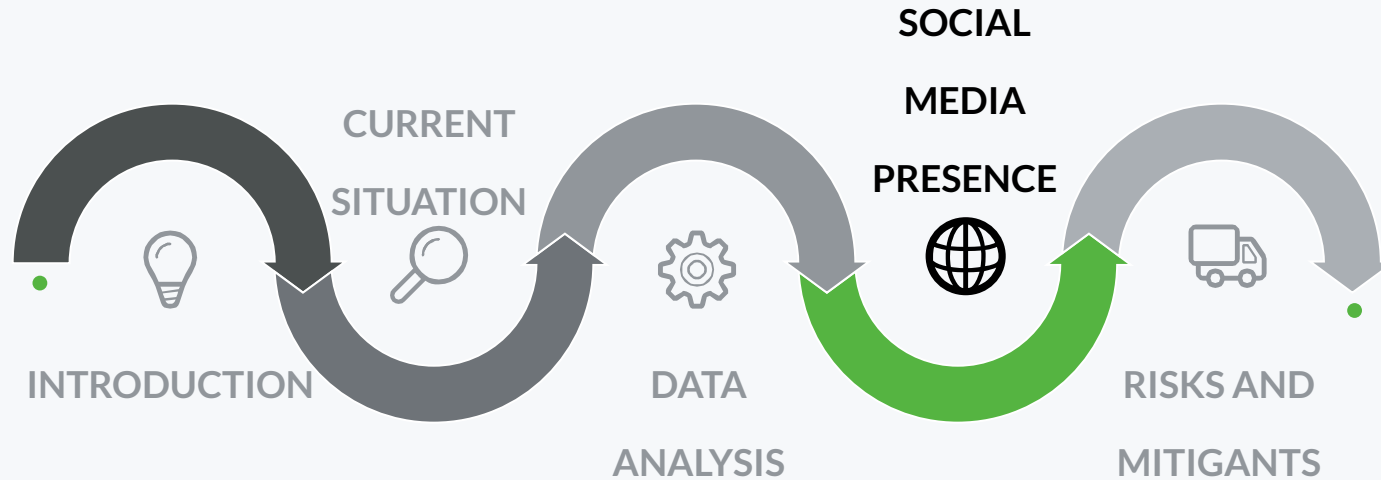 INTRODUCTION
CURRENT
SITUATION
DATA
ANALYSIS
SOCIAL
MEDIA
PRESENCE
RISKS AND
MITIGANTS